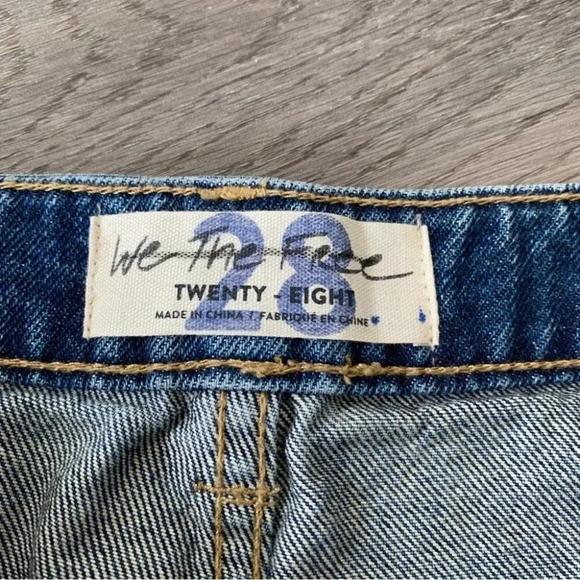 We The Free
28
TWENTY - EIGHT
MADE IN CHINA / FABRIQUÉ EN CHINE